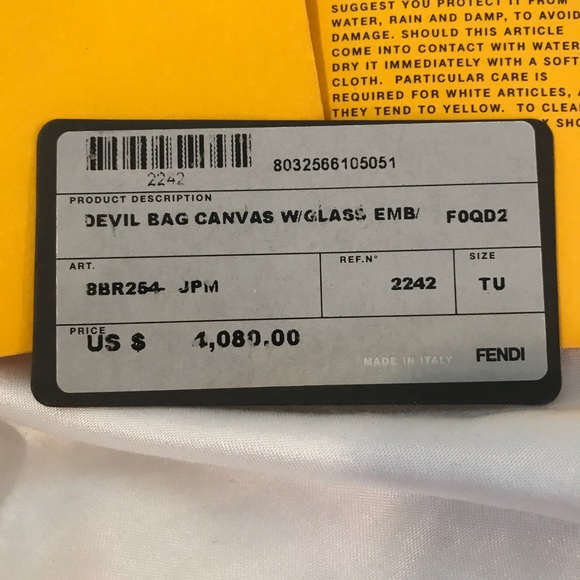 SUGGEST YOU PROTECT IT FROM
WATER, RAIN AND DAMP, TO AVOID
DAMAGE. SHOULD THIS ARTICLE
COME INTO CONTACT WITH WATER
DRY IT IMMEDIATELY WITH A SOFT
CLOTH. PARTICULAR CARE IS
REQUIRED FOR WHITE ARTICLES, 
THEY TEND TO YELLOW. TO CLEA
SHO
2242
8032566105051
PRODUCT DESCRIPTION
DEVIL BAG CANVAS W/GLASS EMB/ F0QD2
ART.
8BR254- JPM
REF.N°
2242
SIZE
TU
PRICE
US $ 4,080.00
MADE IN ITALY
FENDI